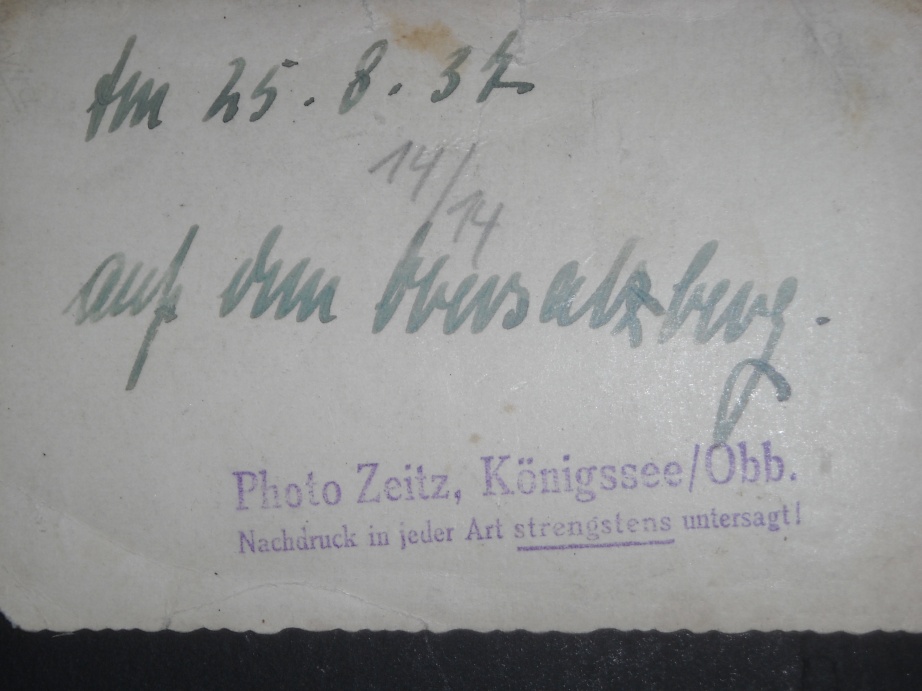 Am 25. 8. 37
14/14
auf dem Obersalzberg.
Photo Zeitz, Königssee/Obb.
Nachdruck in jeder Art strengstens untersagt!